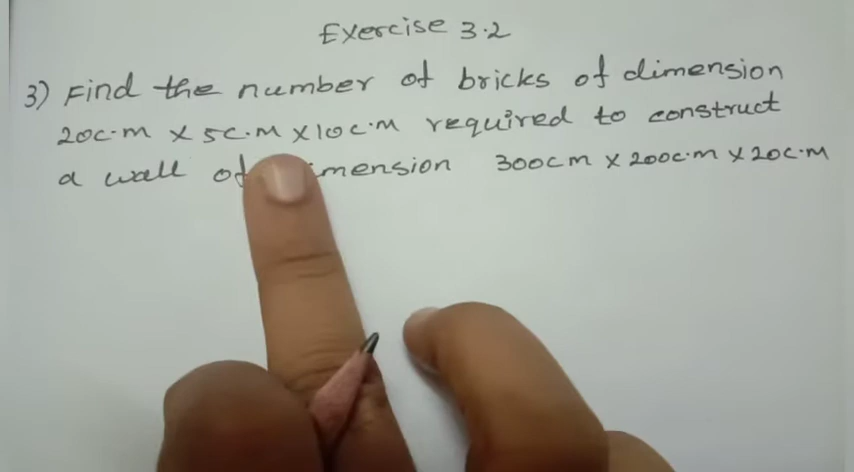 Exercise 3.2
3) Find the number of bricks of dimension
20c.m x 5c.m x 10c.m required to construct
a wall of imension 300cm x 200c.m x 20c.m